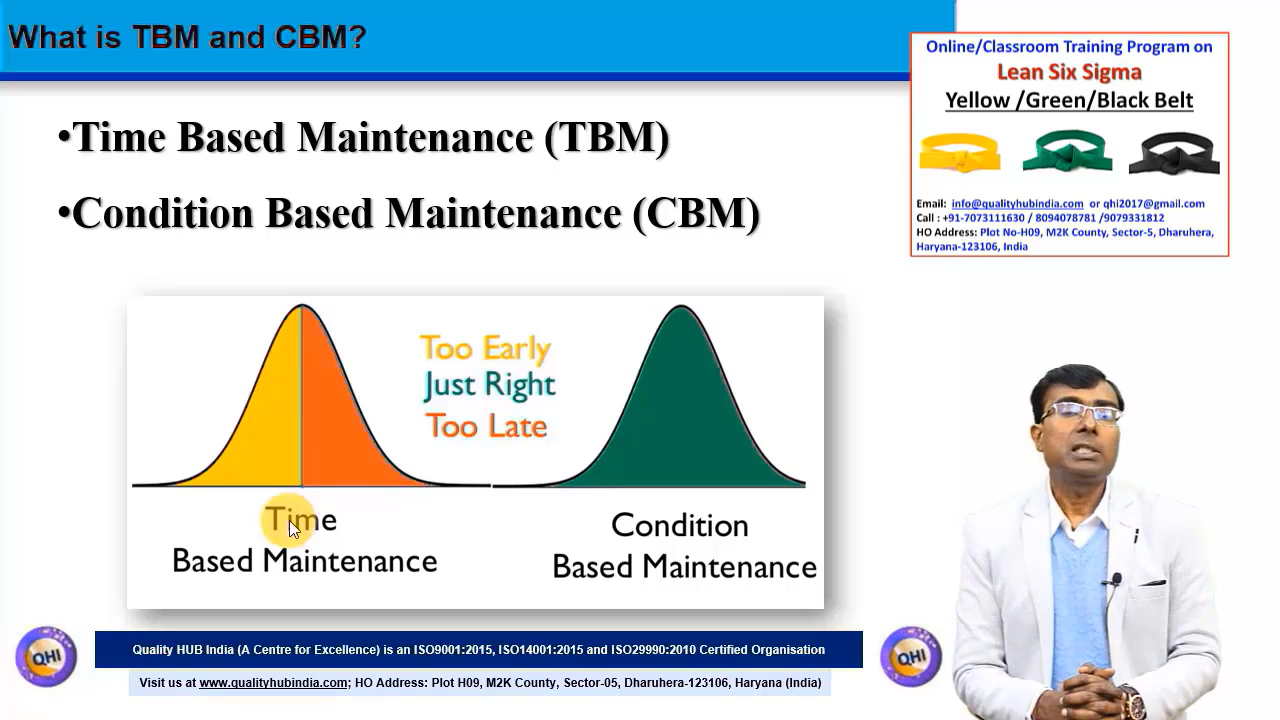 What is TBM and CBM?
Online/Classroom Training Program on
Lean Six Sigma
Yellow /Green/Black Belt
Email: info@qualityhubindia.com or qhi2017@gmail.com
Call : +91-7073111630 / 8094078781 /9079331812
HO Address: Plot No-H09, M2K County, Sector-5, Dharuhera,
Haryana-123106, India
•Time Based Maintenance (TBM)
•Condition Based Maintenance (CBM)
Too Early
Just Right
Too Late
Time
Based Maintenance
Condition
Based Maintenance
QHI
Quality HUB India (A Centre for Excellence) is an ISO9001:2015, ISO14001:2015 and ISO29990:2010 Certified Organisation
Visit us at www.qualityhubindia.com; HO Address: Plot H09, M2K County, Sector-05, Dharuhera-123106, Haryana (India)
QHI